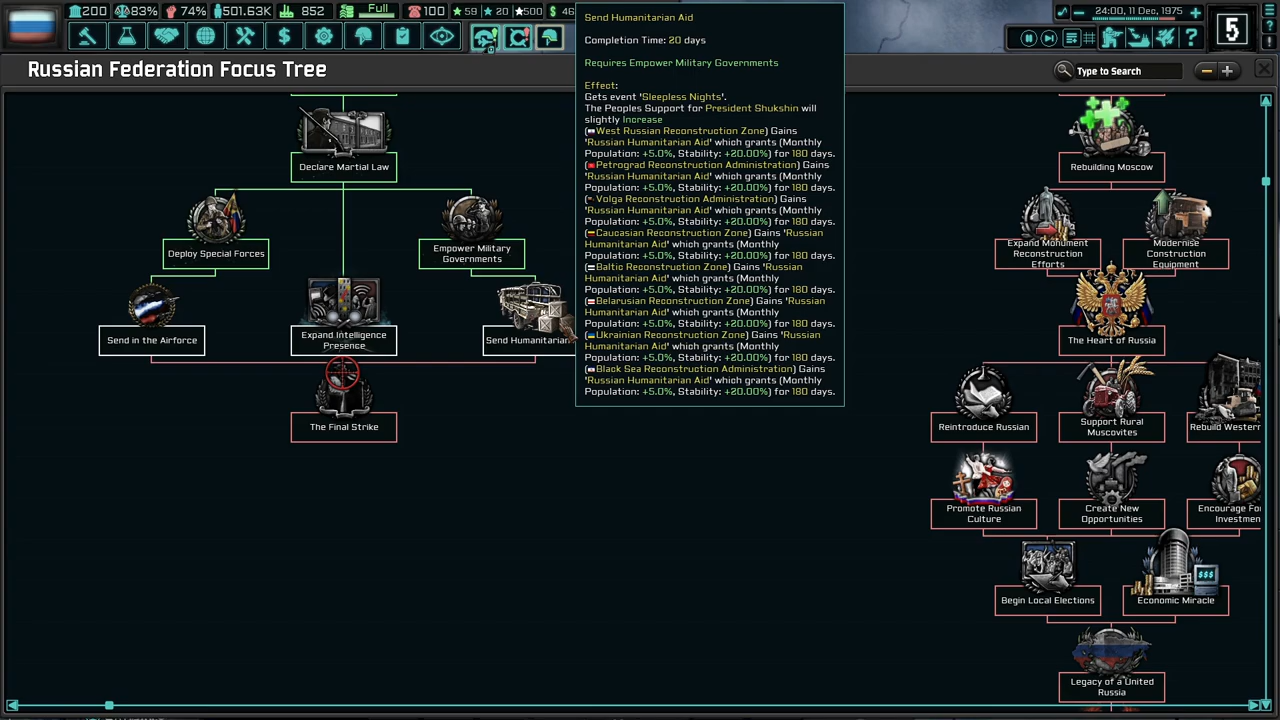 200
83%
74%
501.63K
852
Full
100
59
20
500
24:00, 11 Dec, 1975
5
Russian Federation Focus Tree
Type to Search
Declare Martial Law
Deploy Special Forces
Empower Military
Governments
Send in the Airforce
Expand Intelligence
Presence
Send Humanitarian
The Final Strike
Send Humanitarian Aid
Completion Time: 20 days
Requires Empower Military Governments
Effect:
Gets event 'Sleepless Nights'.
The Peoples Support for President Shukshin will
slightly Increase
(West Russian Reconstruction Zone) Gains
'Russian Humanitarian Aid' which grants (Monthly
Population: +5.0%, Stability: +20.00%) for 180 days.
(Petrograd Reconstruction Administration) Gains
'Russian Humanitarian Aid' which grants (Monthly
Population: +5.0%, Stability: +20.00%) for 180 days.
(Volga Reconstruction Administration) Gains
'Russian Humanitarian Aid' which grants (Monthly
Population: +5.0%, Stability: +20.00%) for 180 days.
(Caucasian Reconstruction Zone) Gains 'Russian
Humanitarian Aid' which grants (Monthly
Population: +5.0%, Stability: +20.00%) for 180 days.
(Baltic Reconstruction Zone) Gains 'Russian
Humanitarian Aid' which grants (Monthly
Population: +5.0%, Stability: +20.00%) for 180 days.
(Belarusian Reconstruction Zone) Gains 'Russian
Humanitarian Aid' which grants (Monthly
Population: +5.0%, Stability: +20.00%) for 180 days.
(Ukrainian Reconstruction Zone) Gains 'Russian
Humanitarian Aid' which grants (Monthly
Population: +5.0%, Stability: +20.00%) for 180 days.
(Black Sea Reconstruction Administration) Gains
'Russian Humanitarian Aid' which grants (Monthly
Population: +5.0%, Stability: +20.00%) for 180 days.
Rebuilding Moscow
Expand Monument
Reconstruction
Efforts
Modernise
Construction
Equipment
The Heart of Russia
Reintroduce Russian
Support Rural
Muscovites
Rebuild Western
Promote Russian
Culture
Create New
Opportunities
Encourage For
Investmen
Begin Local Elections
Economic Miracle
Legacy of a United
Russia